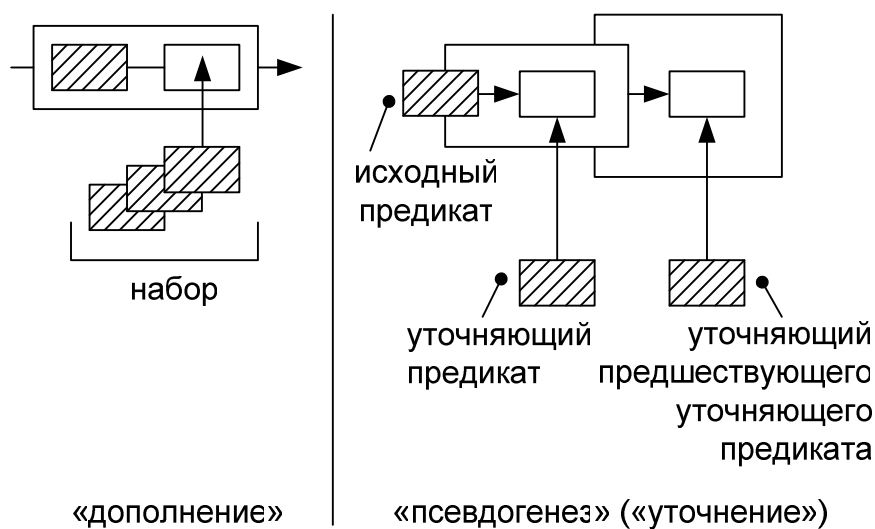 набор
«дополнение»
исходный
предикат
уточняющий
предикат
уточняющий
предшествующего
уточняющего
предиката
«псевдогенез» («уточнение»)